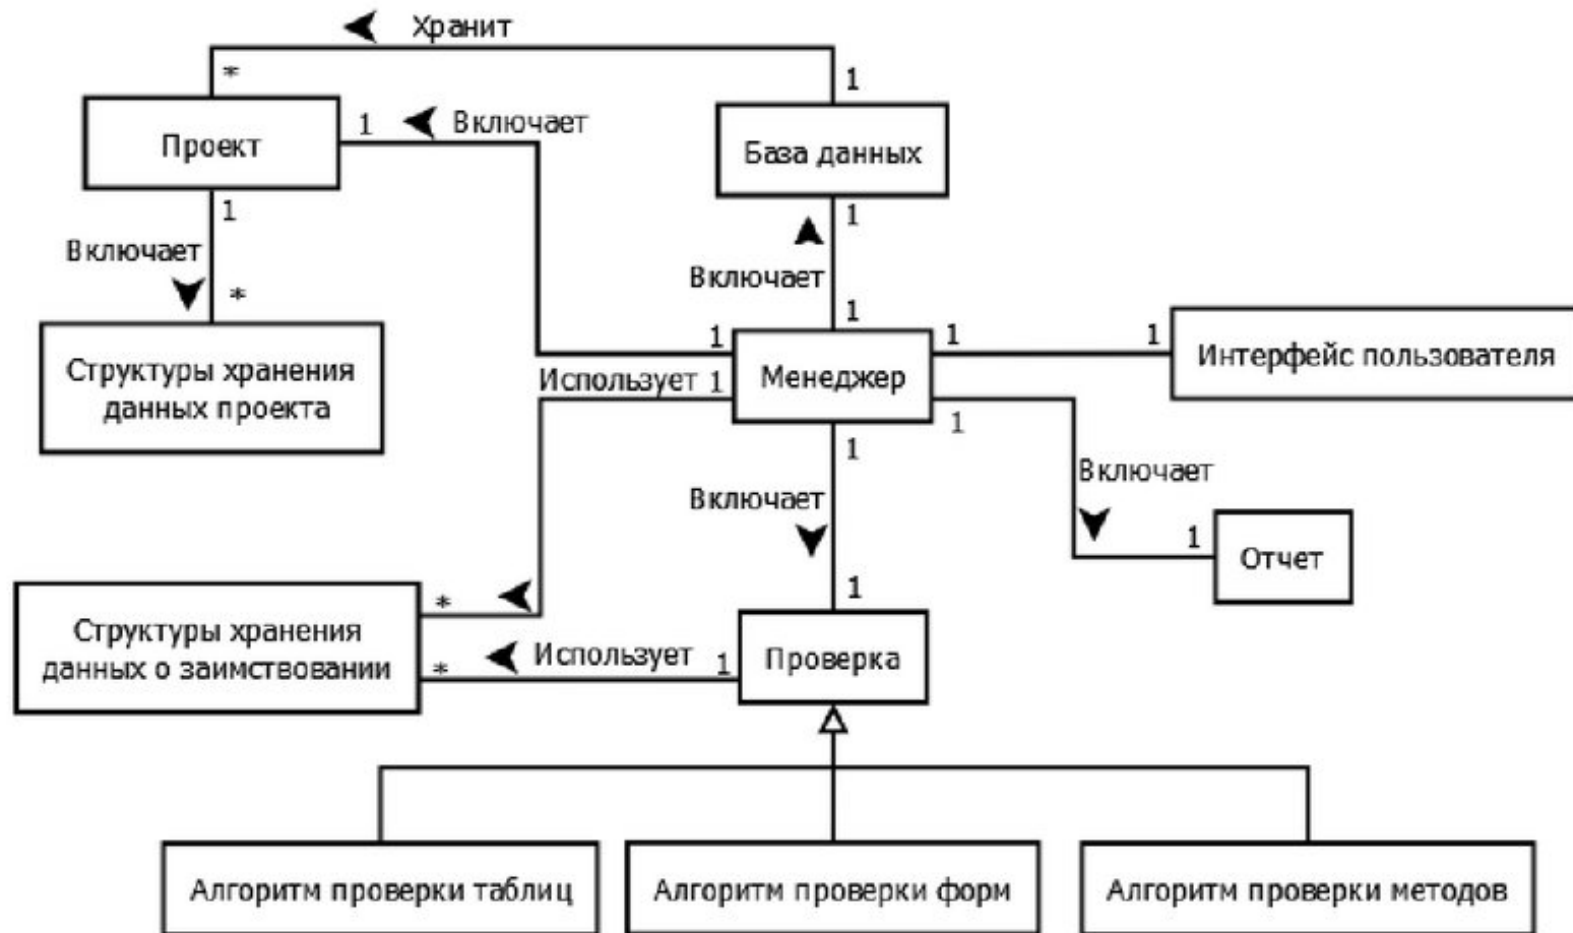 Хранит
*
1
Проект
1
Включает
База данных
1
1
Включает
*
Включает
1
1
1
1
Интерфейс пользователя
Структуры хранения
данных проекта
Использует
1
Менеджер
1
1
Включает
Включает
1
Отчет
1
*
Структуры хранения
данных о заимствовании
*
Использует
1
Проверка
Алгоритм проверки таблиц
Алгоритм проверки форм
Алгоритм проверки методов